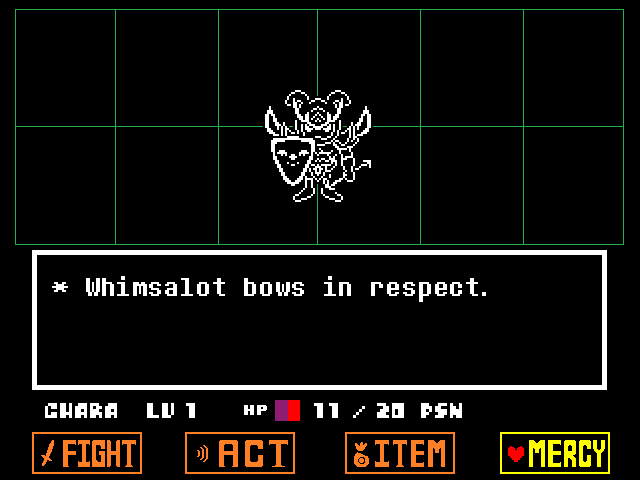 * Whimsalot bows in respect.
CHARA LV 1 HP 11 / 20 PSN
FIGHT ACT ITEM MERCY